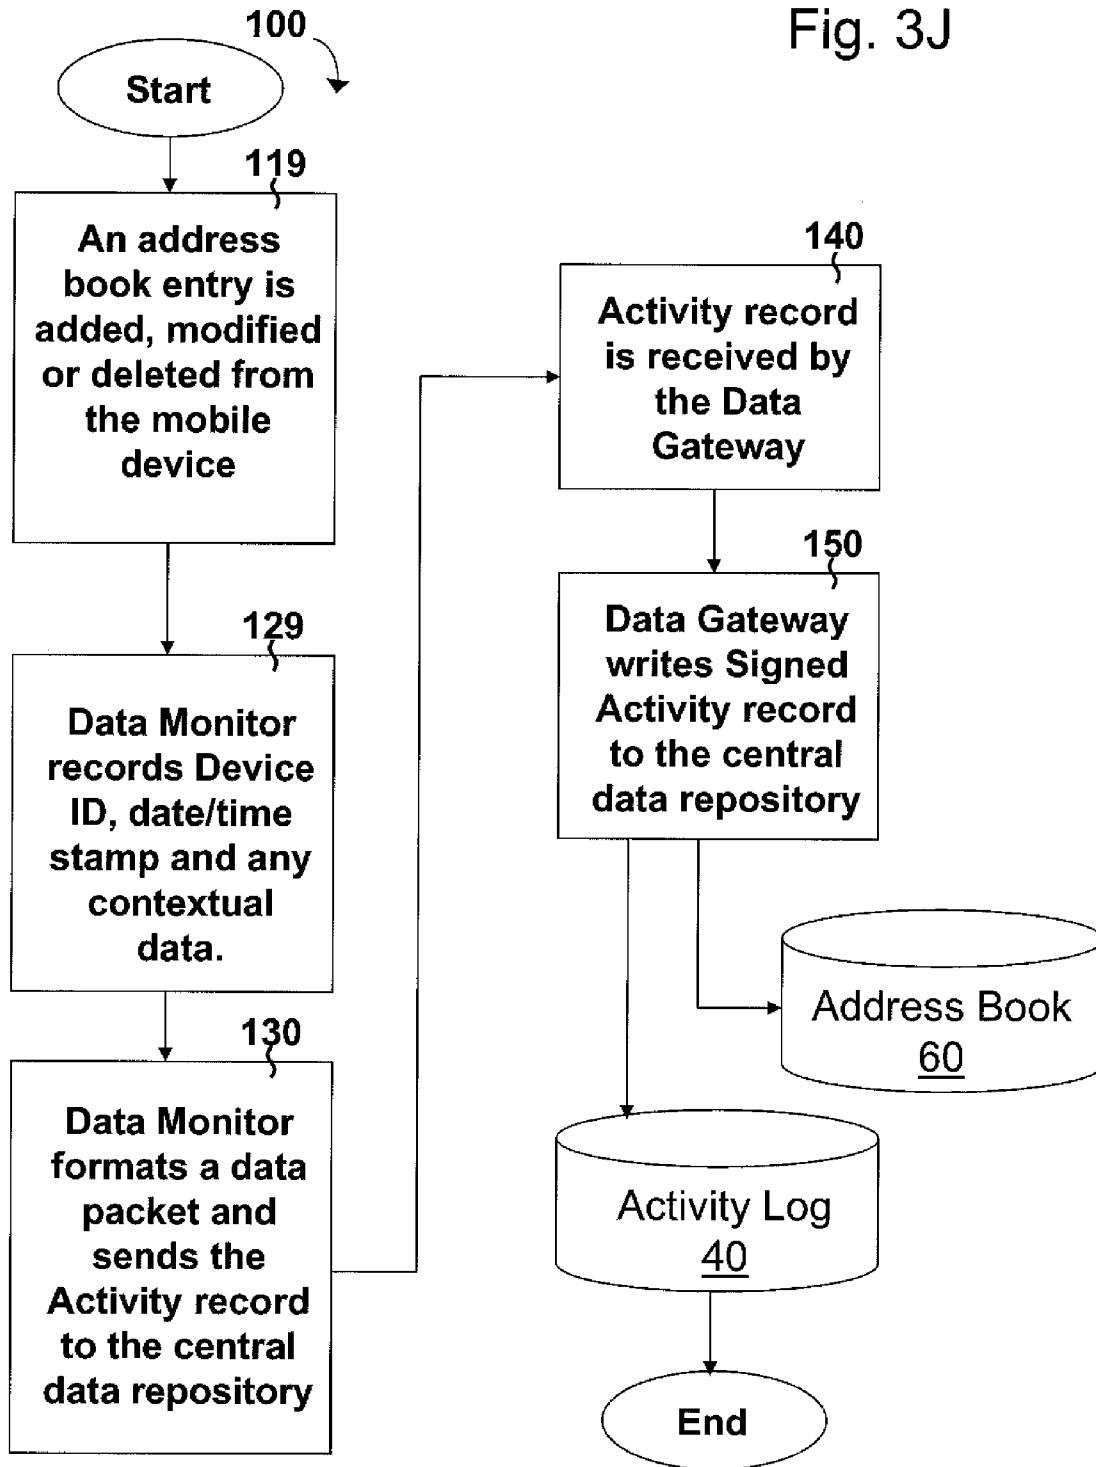 Fig. 3J
100
Start
119
An address
book entry is
added, modified
or deleted from
the mobile
device
129
Data Monitor
records Device
ID, date/time
stamp and any
contextual
data.
130
Data Monitor
formats a data
packet and
sends the
Activity record
to the central
data repository
140
Activity record
is received by
the Data
Gateway
150
Data Gateway
writes Signed
Activity record
to the central
data repository
Address Book
60
Activity Log
40
End